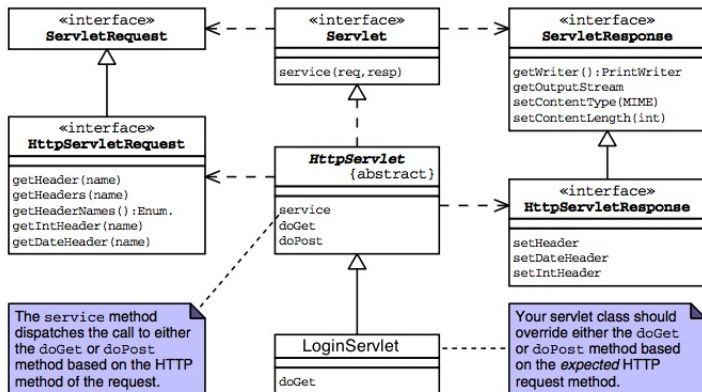 «interface»
ServletRequest
«interface»
Servlet
service(req,resp)
«interface»
ServletResponse
getWriter():PrintWriter
getOutputStream
setContentType(MIME)
setContentLength(int)
«interface»
HttpServletRequest
getHeader(name)
getHeaders(name)
getHeaderNames():Enum.
getIntHeader(name)
getDateHeader(name)
HttpServlet
{abstract}
service
doGet
doPost
«interface»
HttpServletResponse
setHeader
setDateHeader
setIntHeader
The service method
dispatches the call to either
the doGet or doPost
method based on the HTTP
method of the request.
LoginServlet
doGet
Your servlet class should
override either the doGet
or doPost method based
on the expected HTTP
request method.